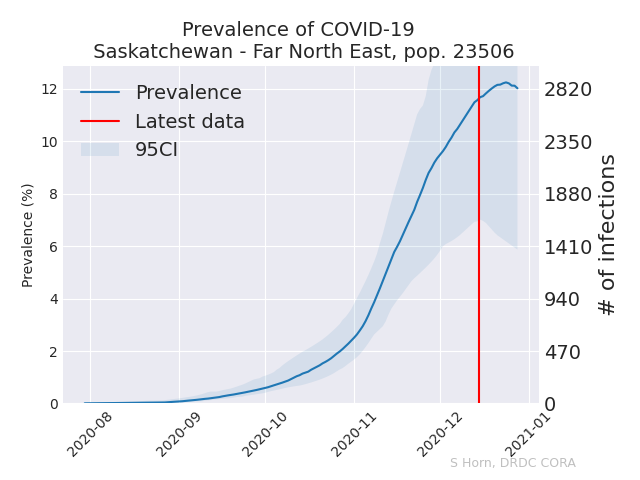 Prevalence of COVID-19
Saskatchewan - Far North East, pop. 23506
Prevalence
Latest data
95CI
Prevalence (%)
12
10
8
6
4
2
0
2820
2350
1880
1410
940
470
0
# of infections
2020-08
2020-09
2020-10
2020-11
2020-12
2021-01
S Horn, DRDC CORA